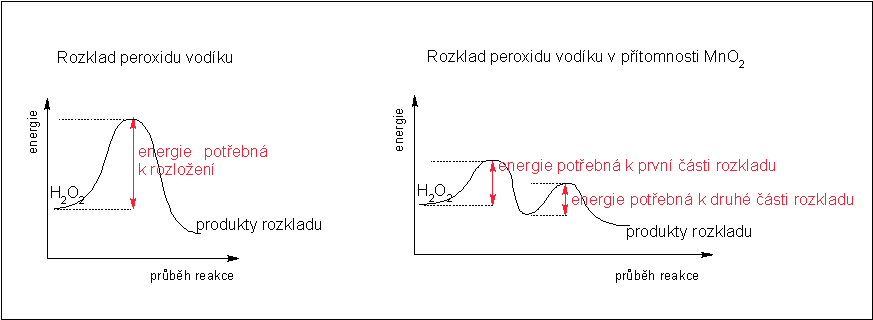 Rozklad peroxidu vodíku
energie
energie potřebná
k rozložení
H2O2
produkty rozkladu
průběh reakce
Rozklad peroxidu vodíku v přítomnosti MnO2
energie
energie potřebná k první části rozkladu
H2O2
energie potřebná k druhé části rozkladu
produkty rozkladu
průběh reakce